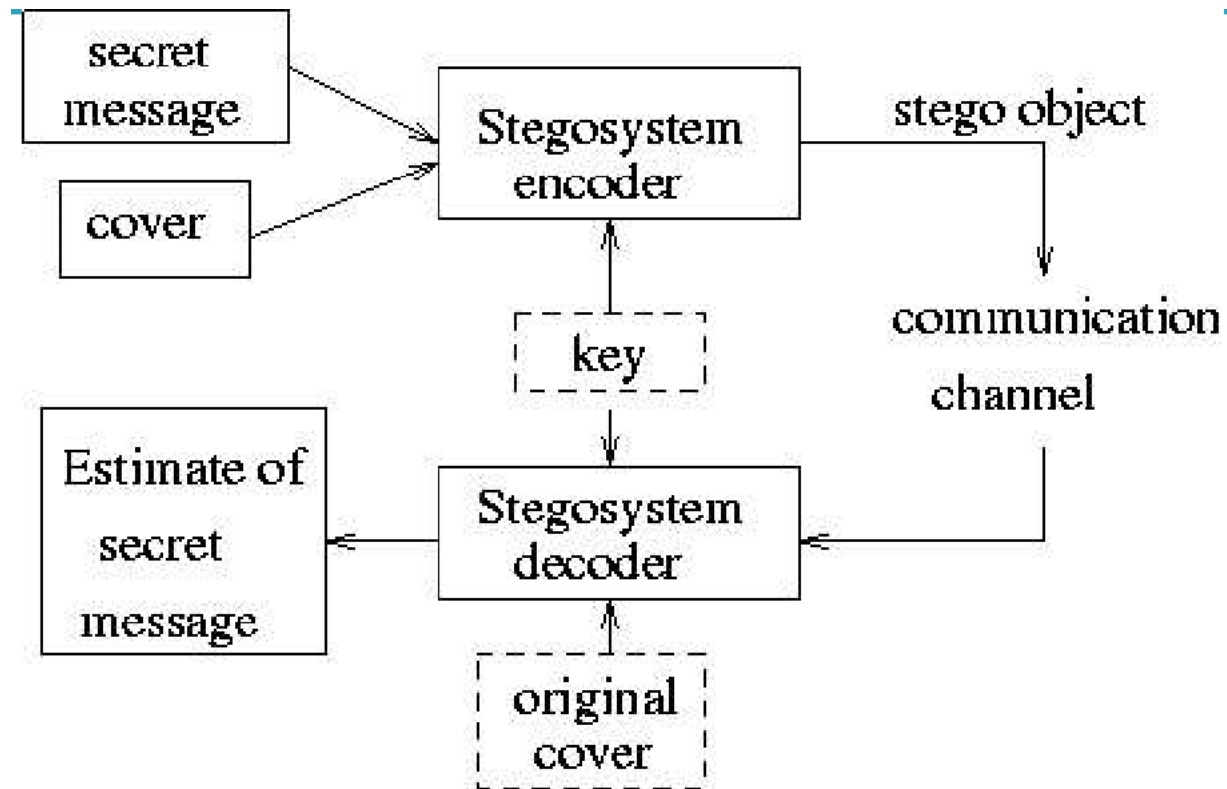 secret
message
cover
Stegosystem
encoder
stego object
key
communication
channel
Estimate of
secret
message
Stegosystem
decoder
original
cover